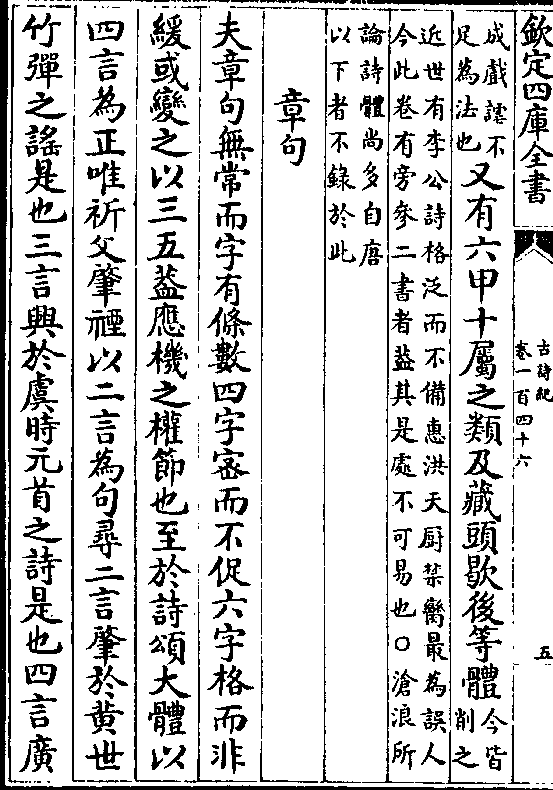 欽定四庫全書
古詩紀
卷一百四十六
五
成戲謔不
足為法也
又有六甲十屬之類及藏頭歇後等體
今皆
削之
近世有李公詩格泛而不備惠洪天厨禁臠最為誤人
今此卷有旁參二書者蓋其是處不可易也○滄浪所
論詩體尚多自唐
以下者不錄於此
章句
夫章句無常而字有條數四字宻而不促六字格而非
緩或變之以三五葢應機之權節也至於詩頌大體以
四言為正唯祈父肇禋以二言為句尋二言肇於黄世
竹彈之謡是也三言興於虞時元首之詩是也四言廣